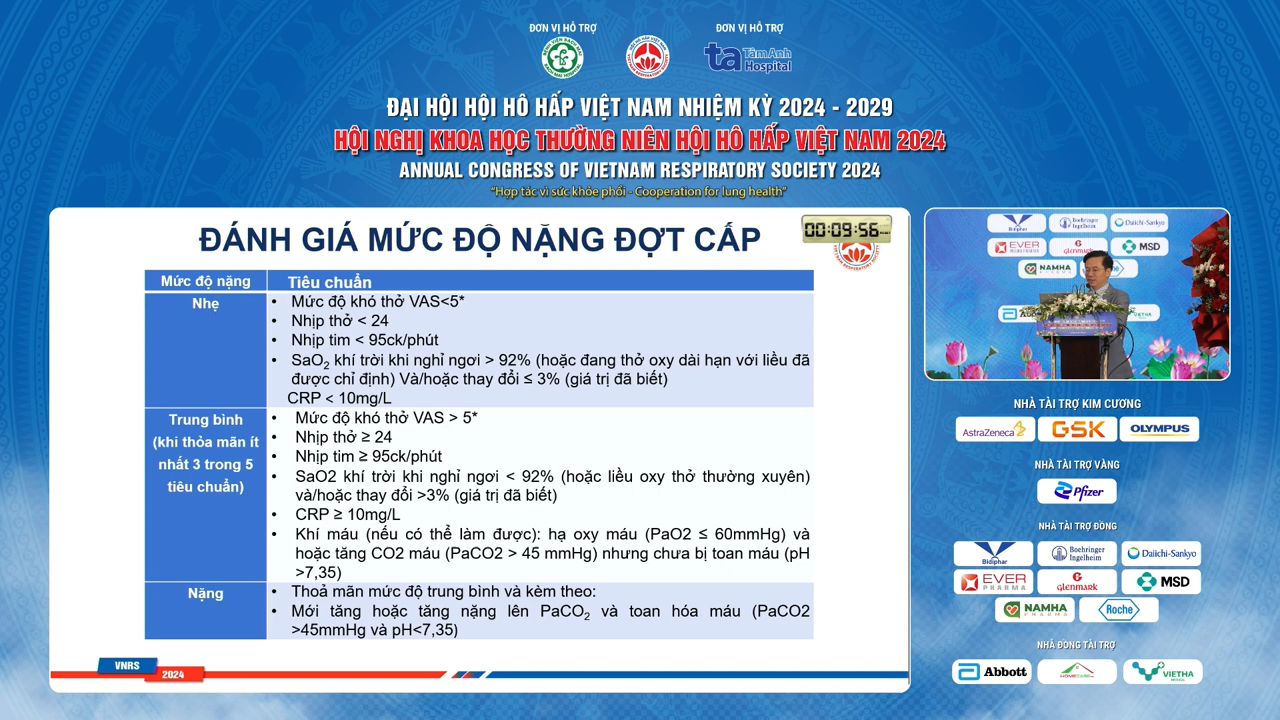 ĐƠN VỊ HỖ TRỢ
ĐƠN VỊ HỖ TRỢ
ta TâmAnh
Hospital
ĐẠI HỘI HỘI HÔ HẤP VIỆT NAM NHIỆM KỲ 2024 - 2029
HỘI NGHỊ KHOA HỌC THƯỜNG NIÊN HỘI HÔ HẤP VIỆT NAM 2024
ANNUAL CONGRESS OF VIETNAM RESPIRATORY SOCIETY 2024
"Hợp tác vì sức khỏe phổi - Cooperation for lung health"
ĐÁNH GIÁ MỨC ĐỘ NẶNG ĐỢT CẤP
00:09:56
Mức độ nặng Tiêu chuẩn
Nhẹ
• Mức độ khó thở VAS<5*
• Nhịp thở < 24
• Nhịp tim < 95ck/phút
• SaO2 khí trời khi nghỉ ngơi > 92% (hoặc đang thở oxy dài hạn với liều đã
được chỉ định) Và/hoặc thay đổi ≤ 3% (giá trị đã biết)
CRP < 10mg/L
Trung bình
(khi thỏa mãn ít
nhất 3 trong 5
tiêu chuẩn)
• Mức độ khó thở VAS > 5*
• Nhịp thở ≥ 24
• Nhịp tim ≥ 95ck/phút
• SaO2 khí trời khi nghỉ ngơi < 92% (hoặc liều oxy thở thường xuyên)
và/hoặc thay đổi >3% (giá trị đã biết)
• CRP ≥ 10mg/L
• Khí máu (nếu có thể làm được): hạ oxy máu (PaO2 ≤ 60mmHg) và
hoặc tăng CO2 máu (PaCO2 > 45 mmHg) nhưng chưa bị toan máu (pH
>7,35)
Nặng
• Thoả mãn mức độ trung bình và kèm theo:
• Mới tăng hoặc tăng nặng lên PaCO2 và toan hóa máu (PaCO2
>45mmHg và pH<7,35)
VNRS
2024
Bidiphar
Boehringer
Ingelheim
Daiichi-Sankyo
EVER
glenmark
MSD
NAMHA
NHÀ TÀI TRỢ KIM CƯƠNG
AstraZeneca
GSK
OLYMPUS
NHÀ TÀI TRỢ VÀNG
Pfizer
NHÀ TÀI TRỢ ĐỒNG
Bidiphar
Boehringer
Ingelheim
Daiichi-Sankyo
EVER
PHARMA
glenmark
MSD
NAMHA
PHARMA
Roche
NHÀ ĐỒNG TÀI TRỢ
Abbott
HOMECARE
VIETHA